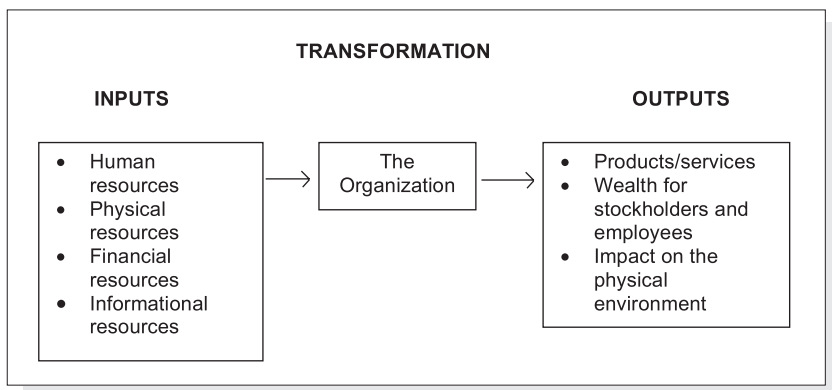 TRANSFORMATION
INPUTS
OUTPUTS
• Human
resources
• Physical
resources
• Financial
resources
• Informational
resources
The
Organization
• Products/services
• Wealth for
stockholders and
employees
• Impact on the
physical
environment